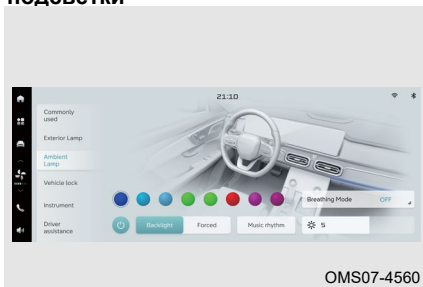 подсветки
21:10
Commonly
used
Exterior Lamp
Ambient
Lamp
Vehicle lock
Instrument
Driver
assistance
Breathing Mode OFF
Backlight Forced Music rhythm 5
OMS07-4560